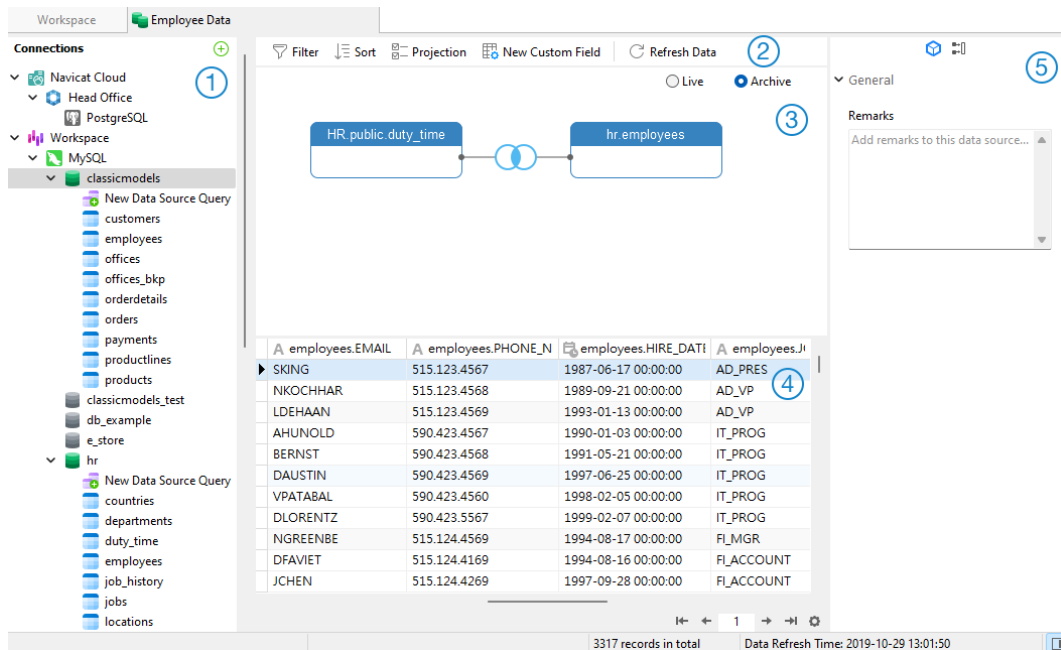 Workspace
Employee Data
Connections
1
Navicat Cloud
Head Office
PostgreSQL
Workspace
MySQL
classicmodels
New Data Source Query
customers
employees
offices
offices_bkp
orderdetails
orders
payments
productlines
products
classicmodels_test
db_example
e_store
hr
New Data Source Query
countries
departments
duty_time
employees
job_history
jobs
locations
Filter Sort Projection New Custom Field Refresh Data 2
Live Archive
3
HR.public.duty_time hr.employees
A employees.EMAIL A employees.PHONE_N employees.HIRE_DATE A employees.J
SKING 515.123.4567 1987-06-17 00:00:00 AD_PRES
4
NKOCHHAR 515.123.4568 1989-09-21 00:00:00 AD_VP
LDEHAAN 515.123.4569 1993-01-13 00:00:00 AD_VP
AHUNOLD 590.423.4567 1990-01-03 00:00:00 IT_PROG
BERNST 590.423.4568 1991-05-21 00:00:00 IT_PROG
DAUSTIN 590.423.4569 1997-06-25 00:00:00 IT_PROG
VPATABAL 590.423.4560 1998-02-05 00:00:00 IT_PROG
DLORENTZ 590.423.5567 1999-02-07 00:00:00 IT_PROG
NGREENBE 515.124.4569 1994-08-17 00:00:00 FI_MGR
DFAVIET 515.124.4169 1994-08-16 00:00:00 FI_ACCOUNT
JCHEN 515.124.4269 1997-09-28 00:00:00 FI_ACCOUNT
1
5
General
Remarks
Add remarks to this data source...
3317 records in total Data Refresh Time: 2019-10-29 13:01:50